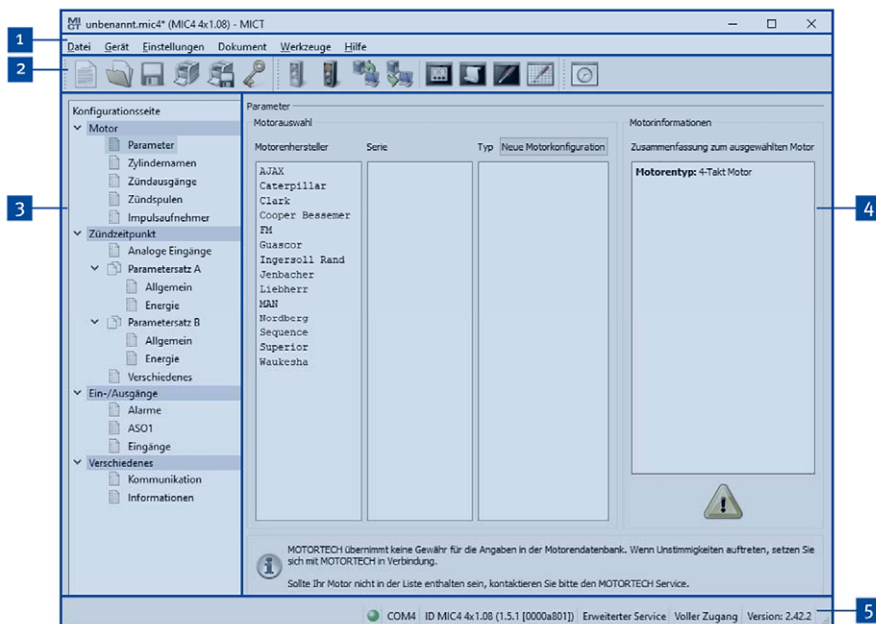 MICT unbenannt.mic4* (MIC4 4x1.08) - MICT
1
Datei Gerät Einstellungen Dokument Werkzeuge Hilfe
2
3
Konfigurationsseite
Motor
Parameter
Zylindernamen
Zündausgänge
Zündspulen
Impulsaufnehmer
Zündzeitpunkt
Analoge Eingänge
Parametersatz A
Allgemein
Energie
Parametersatz B
Allgemein
Energie
Verschiedenes
Ein-/Ausgänge
Alarme
ASO1
Eingänge
Verschiedenes
Kommunikation
Informationen
Parameter
Motorauswahl
Motorenhersteller Serie Typ Neue Motorkonfiguration
AJAX
Caterpillar
Clark
Cooper Bessemer
FM
Guascor
Ingersoll Rand
Jenbacher
Liebherr
MAN
Nordberg
Sequence
Superior
Waukesha
Motorinformationen
Zusammenfassung zum ausgewählten Motor
Motorentyp: 4-Takt Motor
4
MOTORTECH übernimmt keine Gewähr für die Angaben in der Motorendatenbank. Wenn Unstimmigkeiten auftreten, setzen Sie
sich mit MOTORTECH in Verbindung.
Sollte Ihr Motor nicht in der Liste enthalten sein, kontaktieren Sie bitte den MOTORTECH Service.
COM4 ID MIC4 4x1.08 (1.5.1 [0000a801]) Erweiterter Service Voller Zugang Version: 2.42.2
5